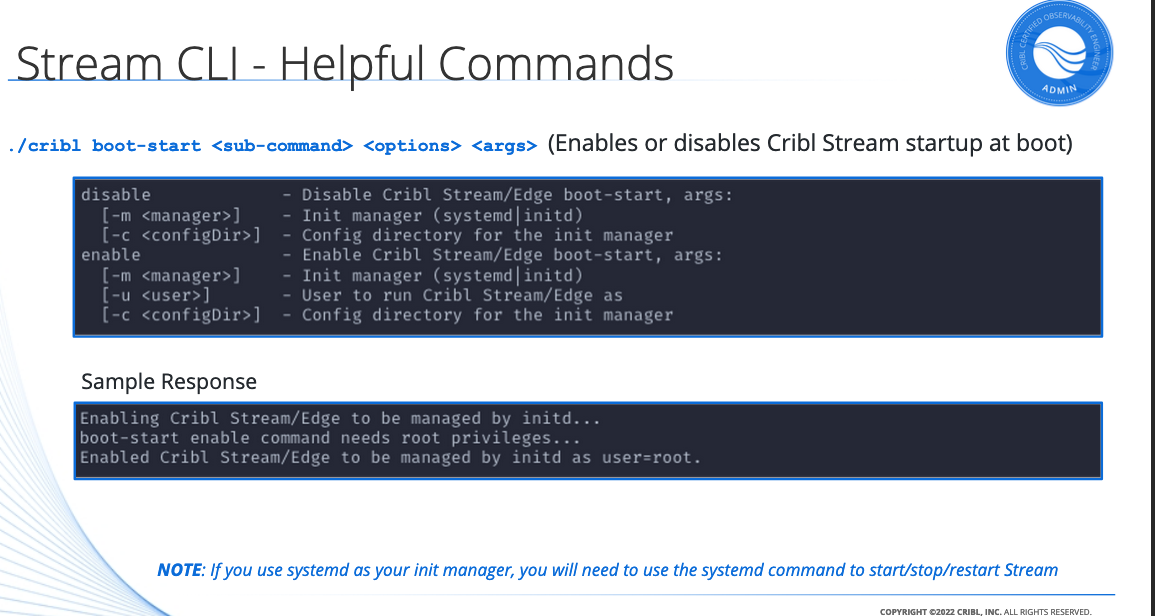 Stream CLI - Helpful Commands
CRIBL CERTIFIED OBSERVABILITY ENGINEER
ADMIN
./cribl boot-start <sub-command> <options> <args> (Enables or disables Cribl Stream startup at boot)
disable - Disable Cribl Stream/Edge boot-start, args:
[-m <manager>] - Init manager (systemd|initd)
[-c <configDir>] - Config directory for the init manager
enable - Enable Cribl Stream/Edge boot-start, args:
[-m <manager>] - Init manager (systemd|initd)
[-u <user>] - User to run Cribl Stream/Edge as
[-c <configDir>] - Config directory for the init manager
Sample Response
Enabling Cribl Stream/Edge to be managed by initd...
boot-start enable command needs root privileges...
Enabled Cribl Stream/Edge to be managed by initd as user=root.
NOTE: If you use systemd as your init manager, you will need to use the systemd command to start/stop/restart Stream
COPYRIGHT ©2022 CRIBL, INC. ALL RIGHTS RESERVED.